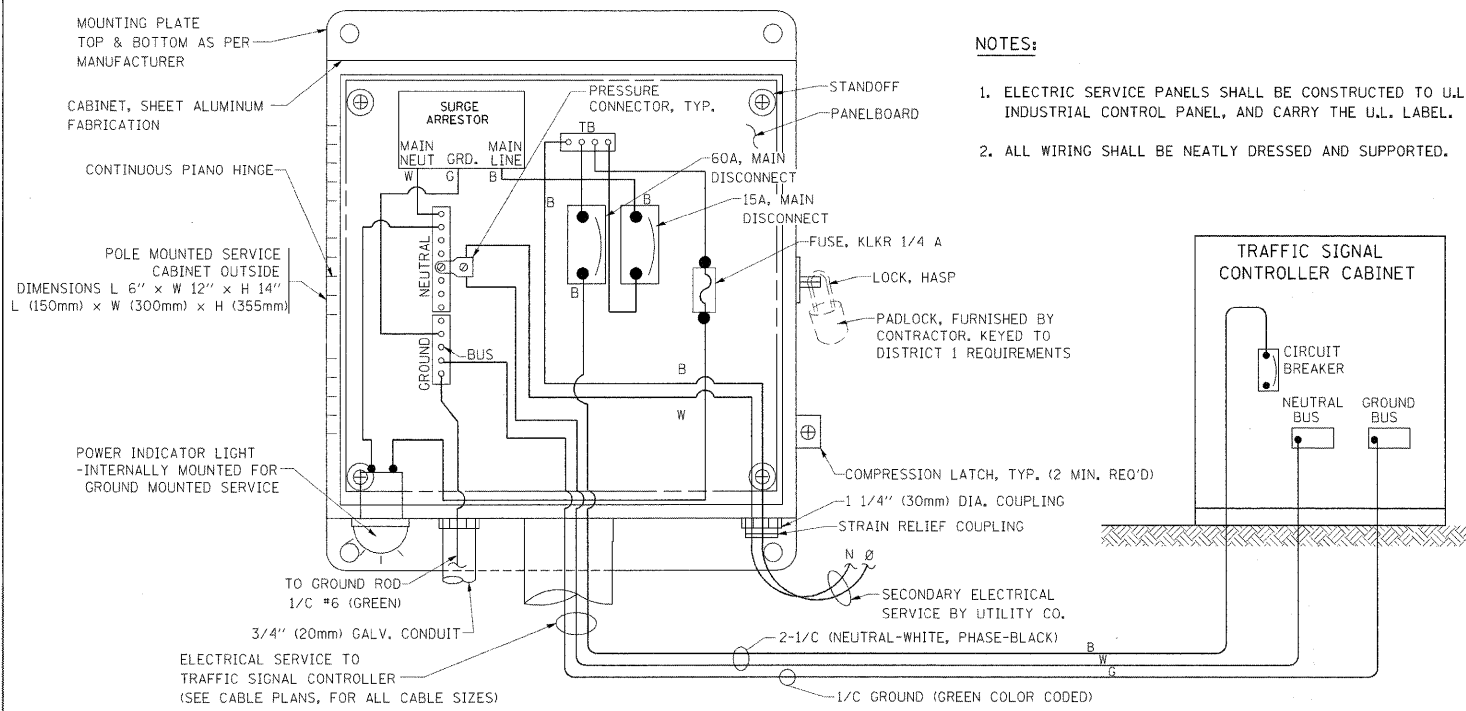 MOUNTING PLATE
TOP & BOTTOM AS PER
MANUFACTURER
CABINET, SHEET ALUMINUM
FABRICATION
CONTINUOUS PIANO HINGE
POLE MOUNTED SERVICE
CABINET OUTSIDE
DIMENSIONS L 6" x W 12" x H 14"
L (150mm) x W (300mm) x H (355mm)
POWER INDICATOR LIGHT
-INTERNALLY MOUNTED FOR
GROUND MOUNTED SERVICE
SURGE
ARRESTOR
MAIN
NEUT
GRD.
MAIN
LINE
W
G
B
PRESSURE
CONNECTOR, TYP.
TB
NEUTRAL
GROUND
BUS
B
B
B
B
W
STANDOFF
PANELBOARD
60A, MAIN
DISCONNECT
15A, MAIN
DISCONNECT
FUSE, KLKR 1/4 A
LOCK, HASP
PADLOCK, FURNISHED BY
CONTRACTOR. KEYED TO
DISTRICT 1 REQUIREMENTS
COMPRESSION LATCH, TYP. (2 MIN. REQ'D)
1 1/4" (30mm) DIA. COUPLING
STRAIN RELIEF COUPLING
N Ø
SECONDARY ELECTRICAL
SERVICE BY UTILITY CO.
TO GROUND ROD
1/C #6 (GREEN)
3/4" (20mm) GALV. CONDUIT
ELECTRICAL SERVICE TO
TRAFFIC SIGNAL CONTROLLER
(SEE CABLE PLANS, FOR ALL CABLE SIZES)
2-1/C (NEUTRAL-WHITE, PHASE-BLACK)
1/C GROUND (GREEN COLOR CODED)
B
W
G
NOTES:
1. ELECTRIC SERVICE PANELS SHALL BE CONSTRUCTED TO U.L
INDUSTRIAL CONTROL PANEL, AND CARRY THE U.L. LABEL.
2. ALL WIRING SHALL BE NEATLY DRESSED AND SUPPORTED.
TRAFFIC SIGNAL
CONTROLLER CABINET
CIRCUIT
BREAKER
NEUTRAL
BUS
GROUND
BUS